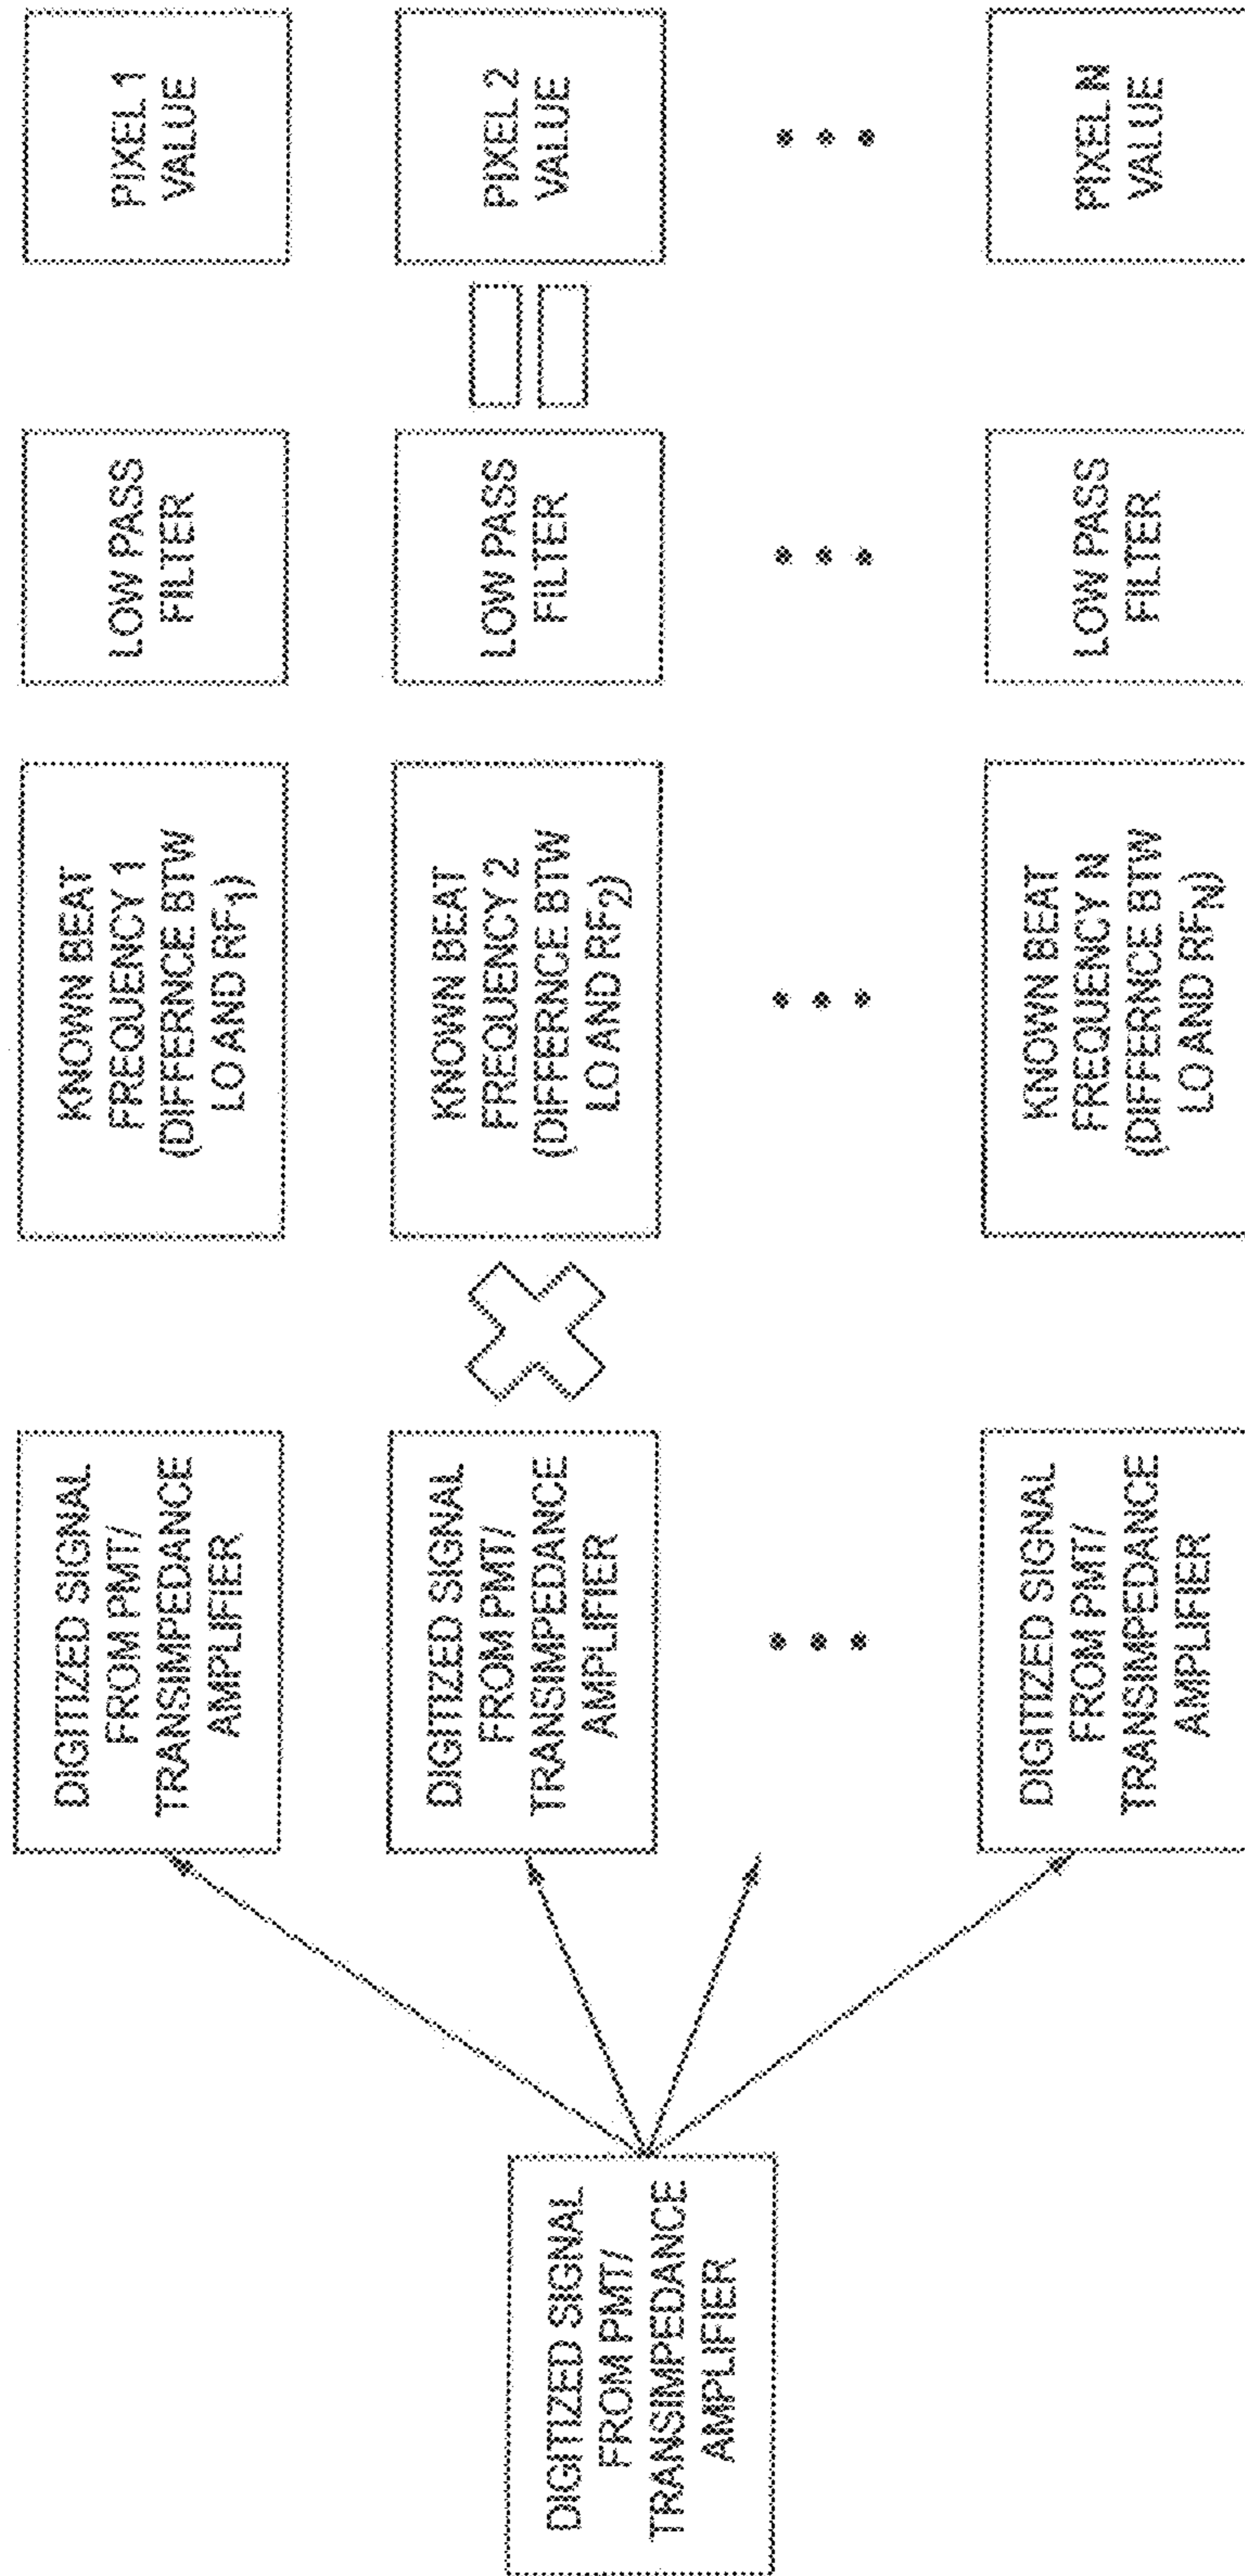 DIGITIZED SIGNAL
FROM PMT/
TRANSIMPEDANCE
AMPLIFIER
DIGITIZED SIGNAL
FROM PMT/
TRANSIMPEDANCE
AMPLIFIER
KNOWN BEAT
FREQUENCY 1
(DIFFERNCE BTW
LO AND RF₁))
LOW PASS
FILTER
PIXEL 1
VALUE
DIGITIZED SIGNAL
FROM PMT/
TRANSIMPEDANCE
AMPLIFIER
KNOWN BEAT
FREQUENCY 2
(DIFFERENCE BTW
LO AND RF₂))
LOW PASS
FILTER
PIXEL 2
VALUE
DIGITIZED SIGNAL
FROM PMT/
TRANSIMPEDANCE
AMPLIFIER
KNOWN BEAT
FREQUENCY N
(DIFFERENCE BTW
LO AND RF_N)
LOW PASS
FILTER
PIXEL N
VALUE